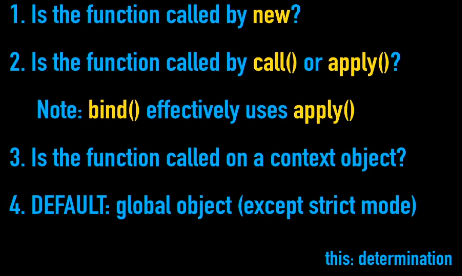 1. Is the function called by new?
2. Is the function called by call() or apply()?
Note: bind() effectively uses apply()
3. Is the function called on a context object?
4. DEFAULT: global object (except strict mode)
this: determination